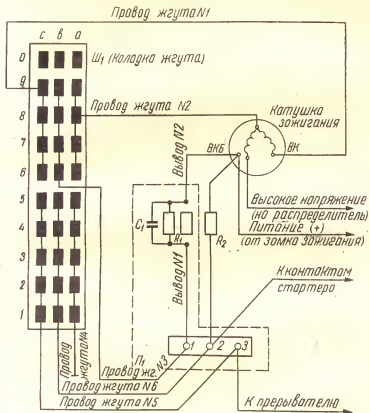 Провод жгута N1
с в а
0 Ш₁ (Колодка жгута)
9
8 Провод жгута N2
7
6
5
4
3
2
1
Катушка
зажигания
ВКБ
ВК
Вывод N2
Высокое напряжение
(на распределитель)
Питание (+)
(от замка зажигания)
C₁
R₁
R₂
Вывод N1
К контактам
стартера
П₁
1 2 3
Провод
жгута N4
Провод жг. N3
Провод жгута N6
Провод жгута N5
К прерывателю